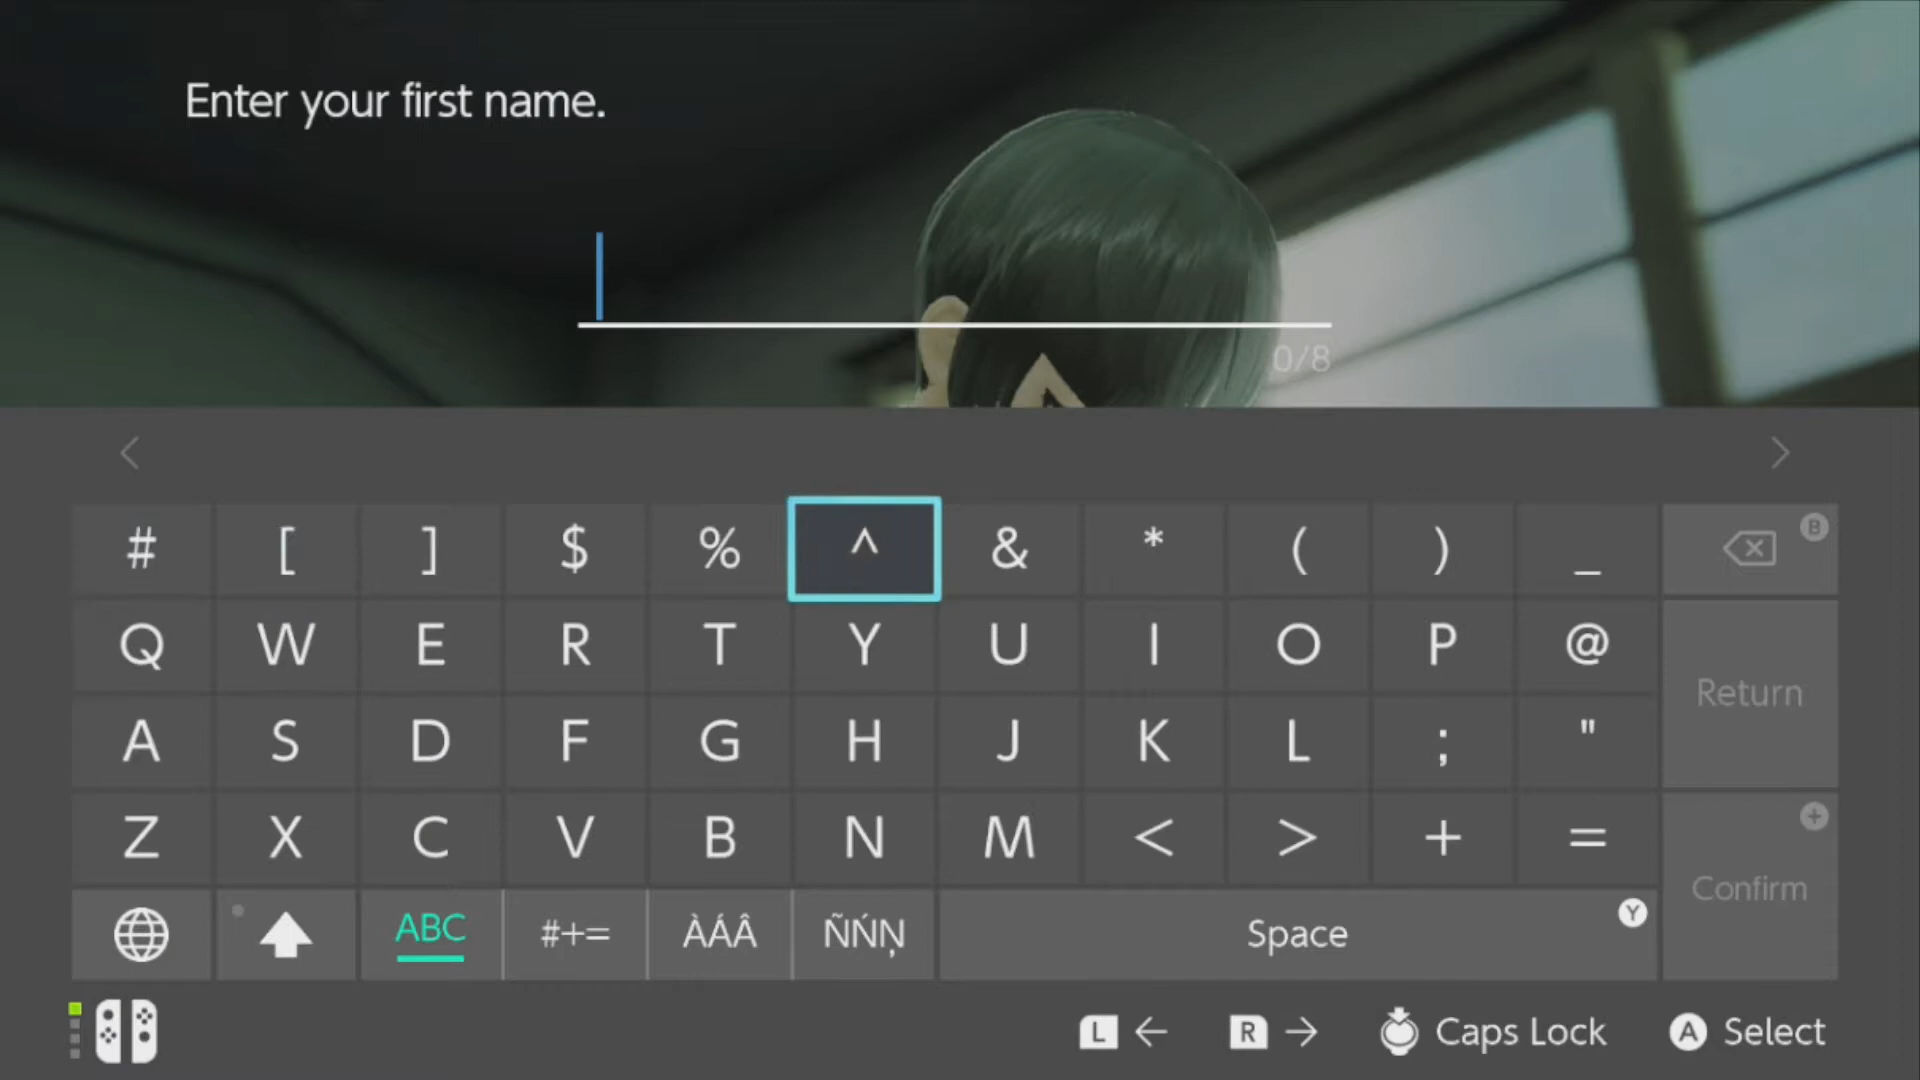 Enter your first name.
0/8
# [ ] $ % ^ & * ( ) _ B
Q W E R T Y U I O P @ Return
A S D F G H J K L ; "
Z X C V B N M < > + = Confirm
ABC #+= ÀÁÂ ÑŃŅ Space Y
L ← R → Caps Lock A Select